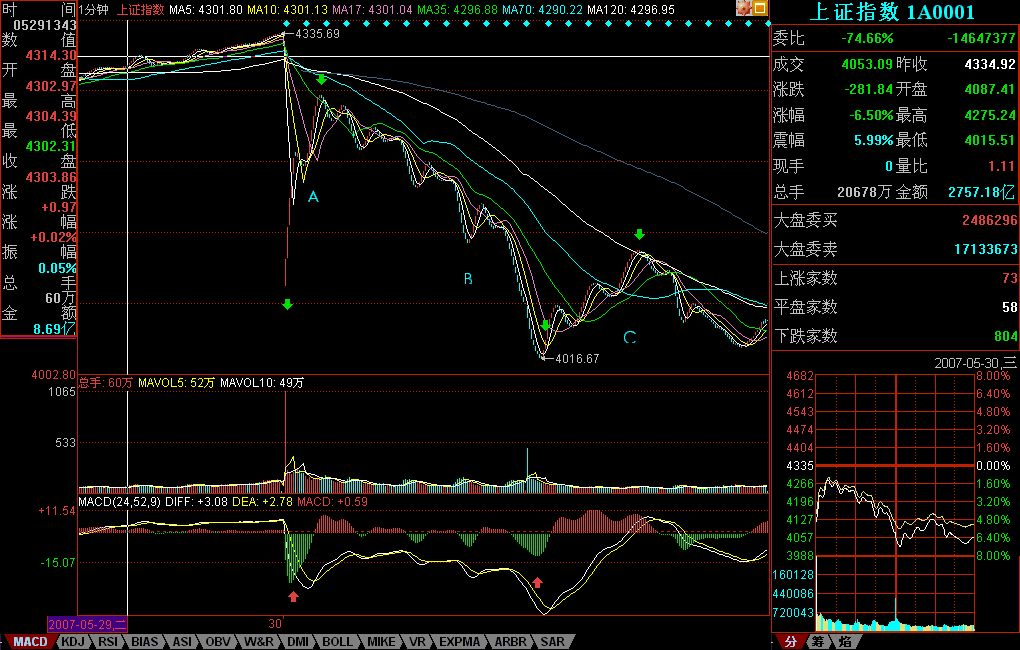 1分钟 上证指数 MA5: 4301.80 MA10: 4301.13 MA17: 4301.04 MA35: 4296.88 MA70: 4290.22 MA120: 4296.95
时 间
05291343
数 值
4314.30
开 盘
4302.97
最 高
4304.39
最 低
4302.31
收 盘
4303.86
涨 跌
+0.97
涨 幅
+0.02%
振 幅
0.05%
总 手
60万
金 额
8.69亿
4335.69
A
B
C
4016.67
4002.80
总手: 60万 MAVOL5: 52万 MAVOL10: 49万
1065
533
MACD(24,52,9) DIFF: +3.08 DEA: +2.78 MACD: +0.59
+11.54
-15.07
2007-05-29,二
30
MACD KDJ RSI BIAS ASI OBV W&R DMI BOLL MIKE VR EXPMA ARBR SAR
上证指数 1A0001
委比 -74.66% -14647377
成交 4053.09 昨收 4334.92
涨跌 -281.84 开盘 4087.41
涨幅 -6.50% 最高 4275.24
震幅 5.99% 最低 4015.51
现手 0 量比 1.11
总手 20678万 金额 2757.18亿
大盘委买 2486296
大盘委卖 17133673
上涨家数 73
平盘家数 58
下跌家数 804
2007-05-30,三
4682 8.00%
4612 6.40%
4543 4.80%
4474 3.20%
4404 1.60%
4335 0.00%
4266 1.60%
4196 3.20%
4127 4.80%
4057 6.40%
3988 8.00%
160128
440086
720043
分 筹 焰